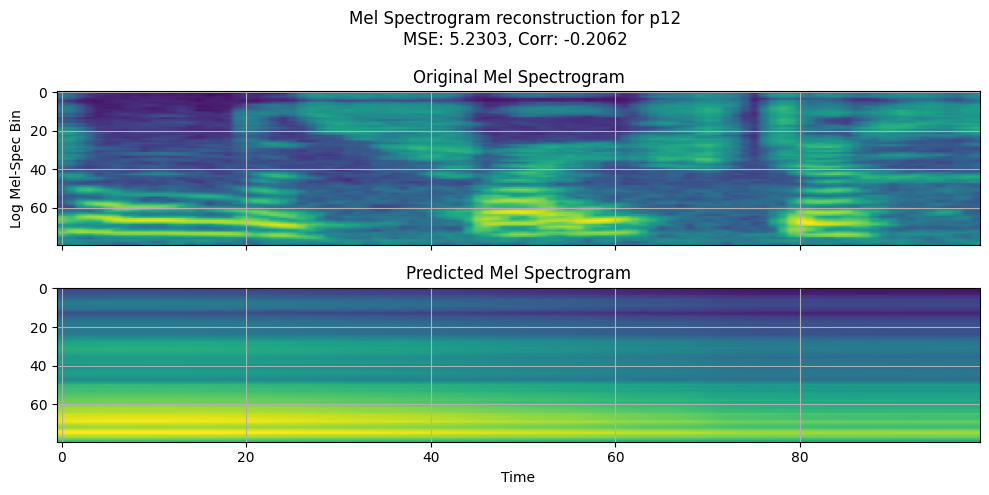 Mel Spectrogram reconstruction for p12
MSE: 5.2303, Corr: -0.2062
Original Mel Spectrogram
0
20
40
60
Log Mel-Spec Bin
Predicted Mel Spectrogram
0
20
40
60
0 20 40 60 80
Time